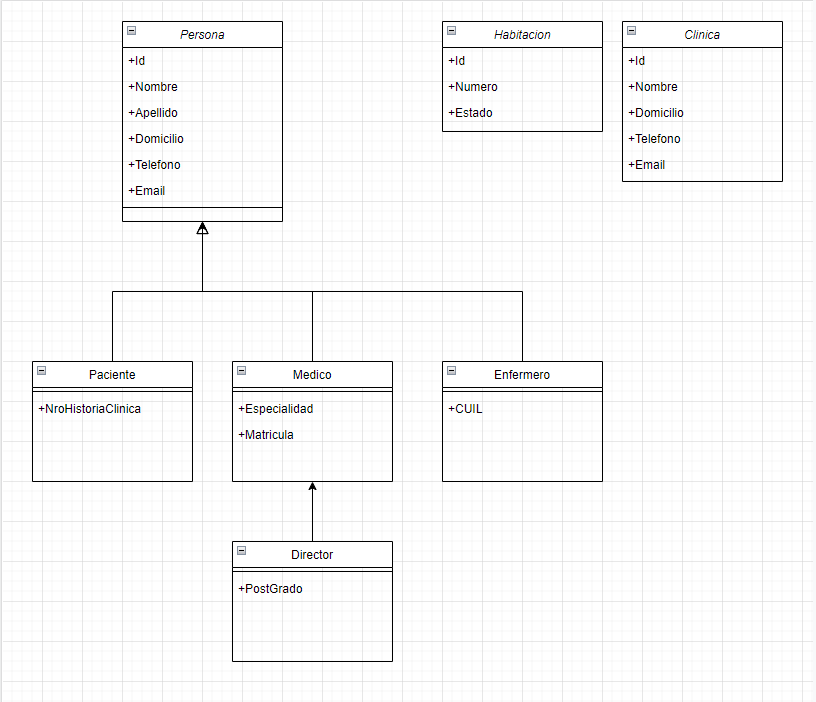 Persona
+Id
+Nombre
+Apellido
+Domicilio
+Telefono
+Email
Habitacion
+Id
+Numero
+Estado
Clinica
+Id
+Nombre
+Domicilio
+Telefono
+Email
Paciente
+NroHistoriaClinica
Medico
+Especialidad
+Matricula
Enfermero
+CUIL
Director
+PostGrado